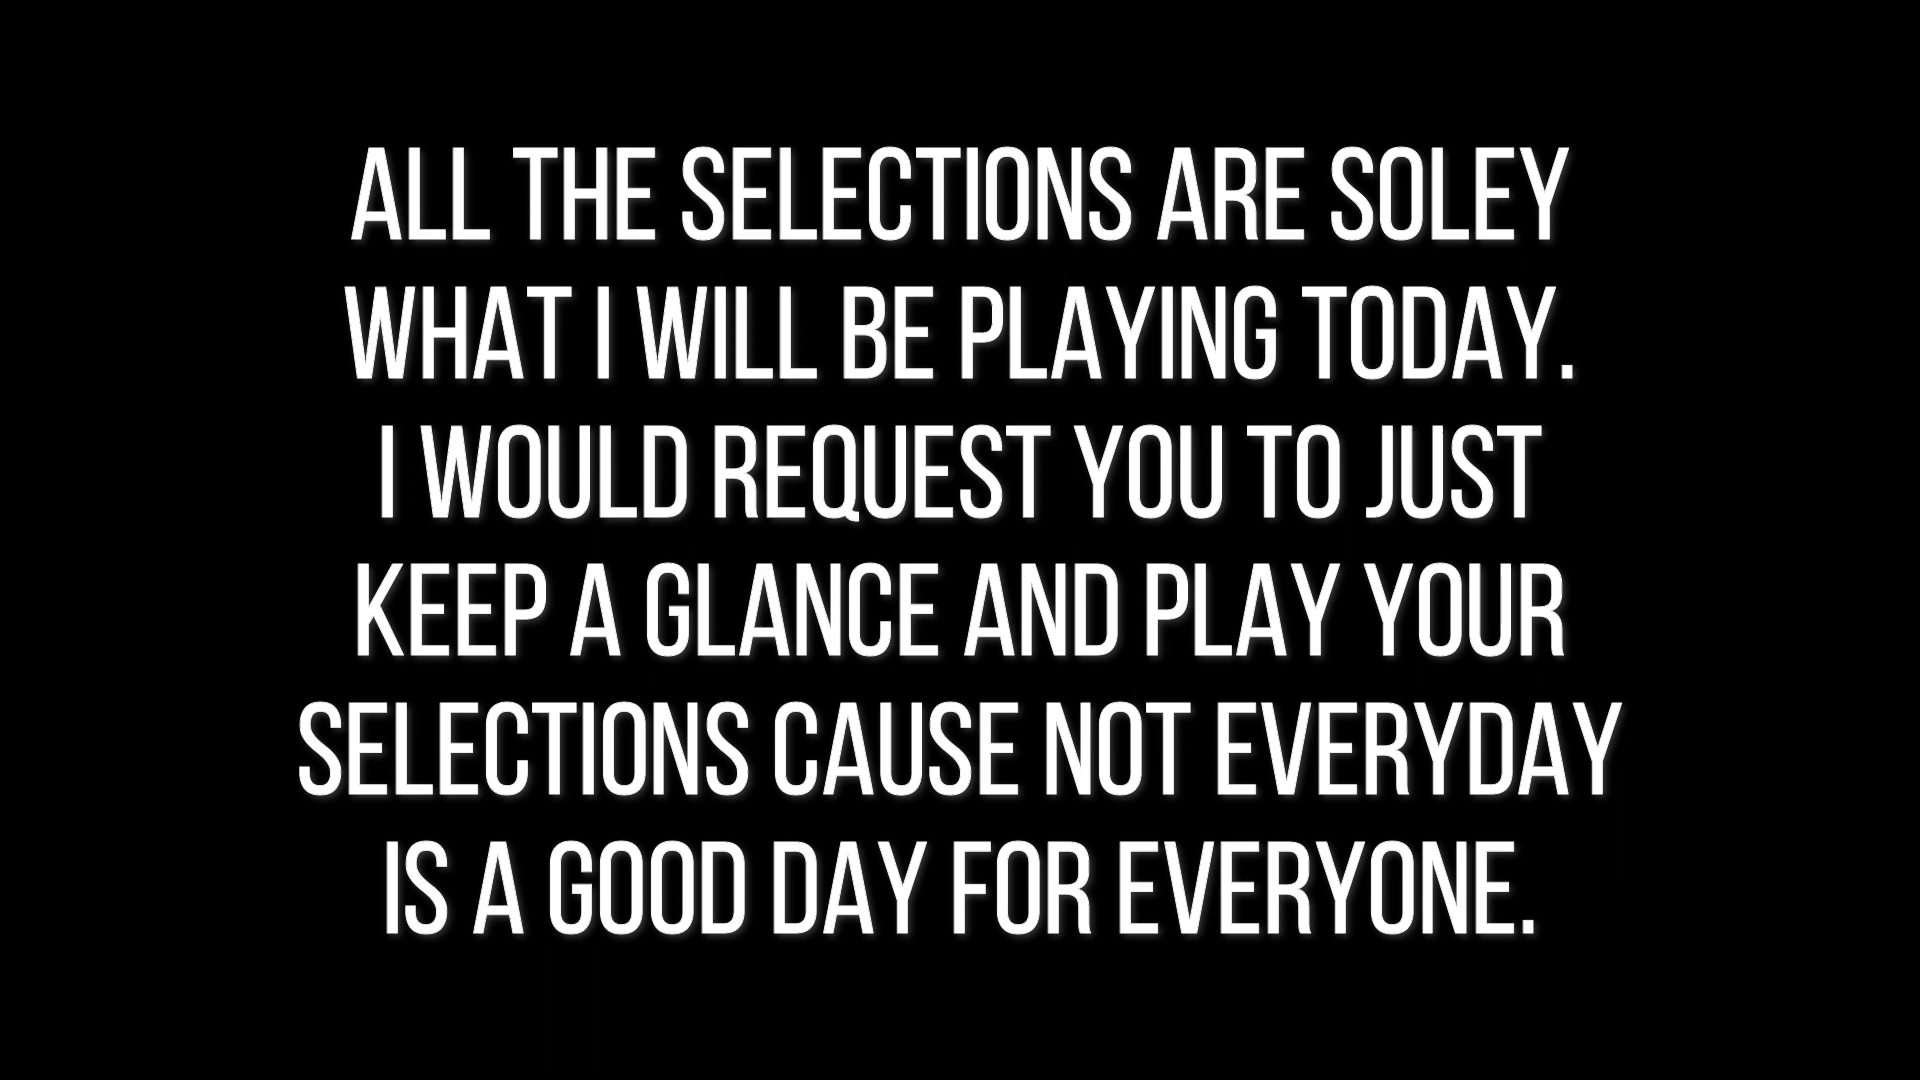 ALL THE SELECTIONS ARE SOLEY
WHAT I WILL BE PLAYING TODAY.
I WOULD REQUEST YOU TO JUST
KEEP A GLANCE AND PLAY YOUR
SELECTIONS CAUSE NOT EVERYDAY
IS A GOOD DAY FOR EVERYONE.